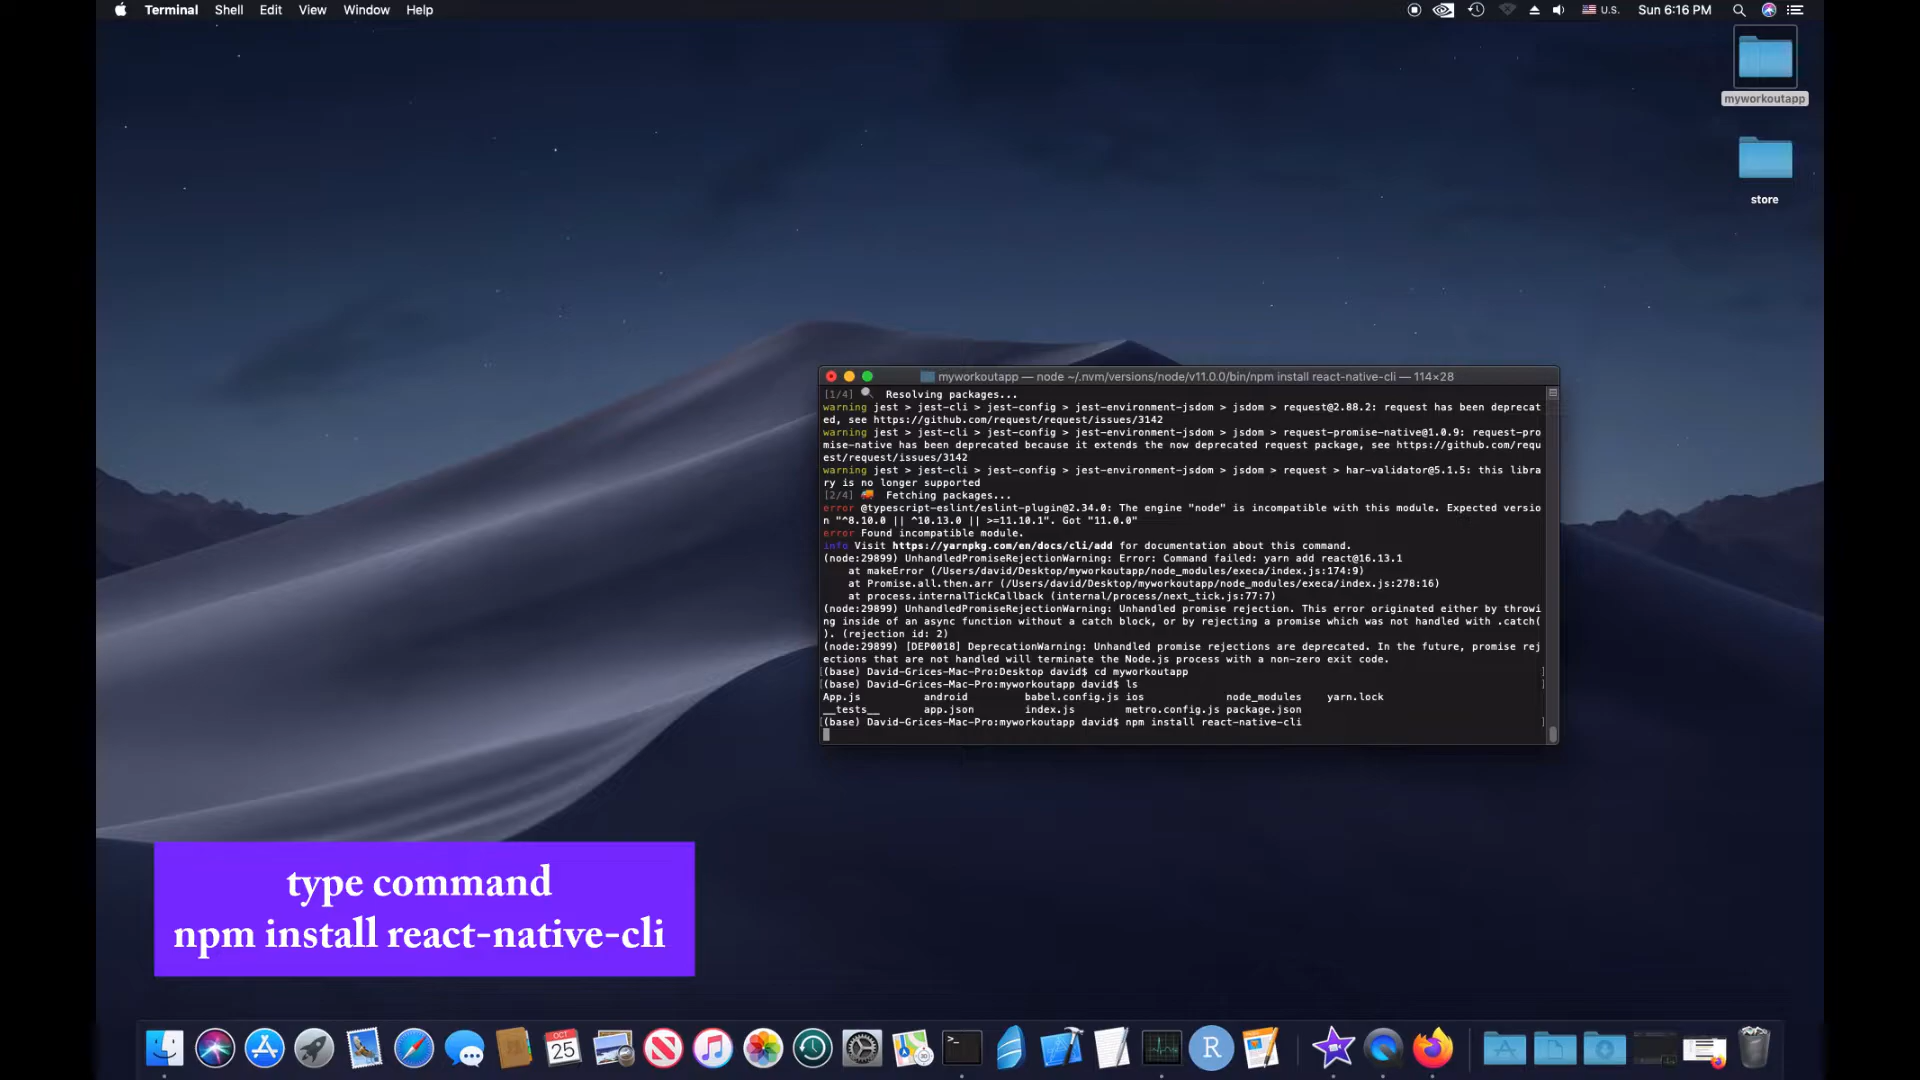 Terminal Shell Edit View Window Help
U.S. Sun 6:16 PM
myworkoutapp
store
myworkoutapp — node ~/.nvm/versions/node/v11.0.0/bin/npm install react-native-cli — 114×28
[1/4] Resolving packages...
warning jest > jest-cli > jest-config > jest-environment-jsdom > jsdom > request@2.88.2: request has been deprecat
ed, see https://github.com/request/request/issues/3142
warning jest > jest-cli > jest-config > jest-environment-jsdom > jsdom > request-promise-native@1.0.9: request-pro
mise-native has been deprecated because it extends the now deprecated request package, see https://github.com/requ
est/request/issues/3142
warning jest > jest-cli > jest-config > jest-environment-jsdom > jsdom > request > har-validator@5.1.5: this libra
ry is no longer supported
[2/4] Fetching packages...
error @typescript-eslint/eslint-plugin@2.34.0: The engine "node" is incompatible with this module. Expected versio
n "^8.10.0 || ^10.13.0 || >=11.10.1". Got "11.0.0"
error Found incompatible module.
info Visit https://yarnpkg.com/en/docs/cli/add for documentation about this command.
(node:29899) UnhandledPromiseRejectionWarning: Error: Command failed: yarn add react@16.13.1
at makeError (/Users/david/Desktop/myworkoutapp/node_modules/execa/index.js:174:9)
at Promise.all.then.arr (/Users/david/Desktop/myworkoutapp/node_modules/execa/index.js:278:16)
at process.internalTickCallback (internal/process/next_tick.js:77:7)
(node:29899) UnhandledPromiseRejectionWarning: Unhandled promise rejection. This error originated either by throwi
ng inside of an async function without a catch block, or by rejecting a promise which was not handled with .catch(
). (rejection id: 2)
(node:29899) [DEP0018] DeprecationWarning: Unhandled promise rejections are deprecated. In the future, promise rej
ections that are not handled will terminate the Node.js process with a non-zero exit code.
[(base) David-Grices-Mac-Pro:Desktop david$ cd myworkoutapp ]
[(base) David-Grices-Mac-Pro:myworkoutapp david$ ls ]
App.js android babel.config.js ios node_modules yarn.lock
__tests__ app.json index.js metro.config.js package.json
[(base) David-Grices-Mac-Pro:myworkoutapp david$ npm install react-native-cli ]
type command
npm install react-native-cli
OCT
25
R